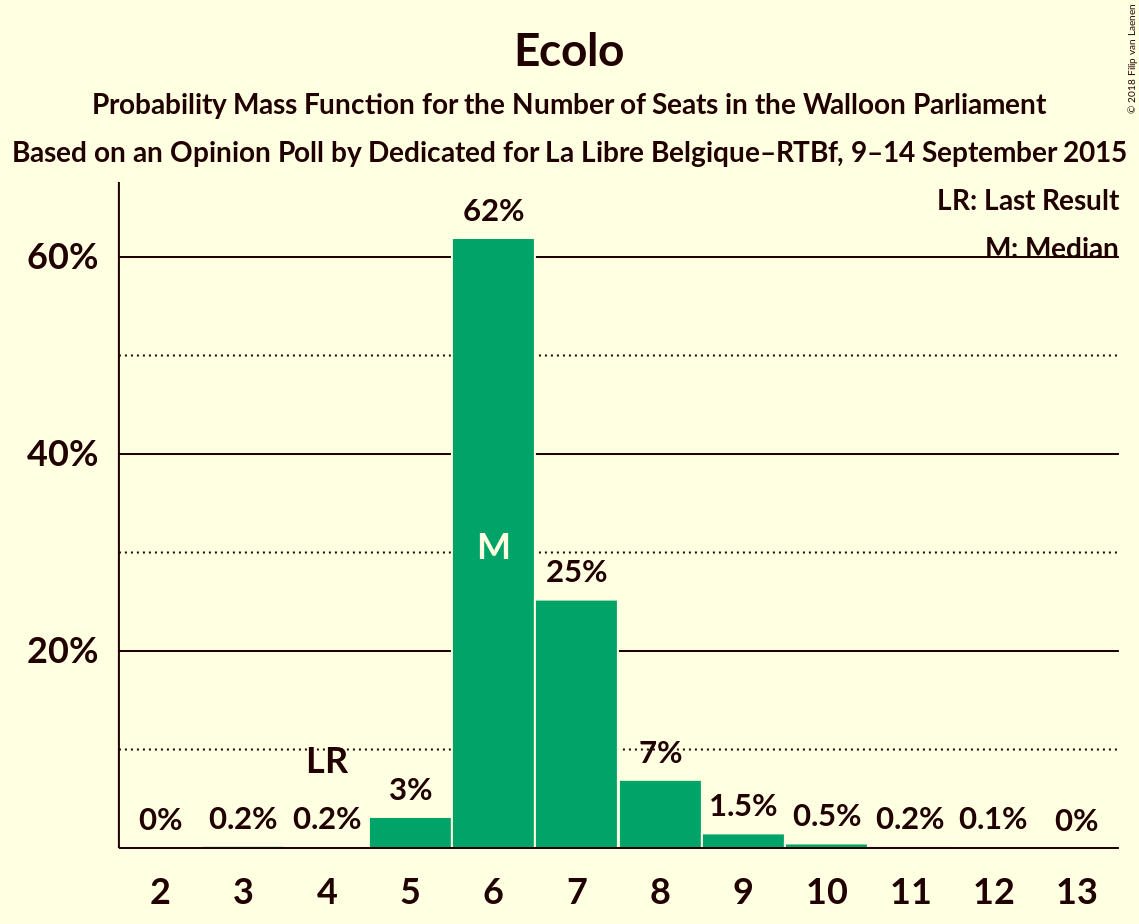 Ecolo
Probability Mass Function for the Number of Seats in the Walloon Parliament
Based on an Opinion Poll by Dedicated for La Libre Belgique–RTBf, 9–14 September 2015
© 2018 Filip van Laenen
LR: Last Result
M: Median
62%
60%
40%
M
25%
20%
LR
7%
3%
0%
0.2%
0.2%
1.5%
0.5%
0.2%
0.1%
0%
2 3 4 5 6 7 8 9 10 11 12 13